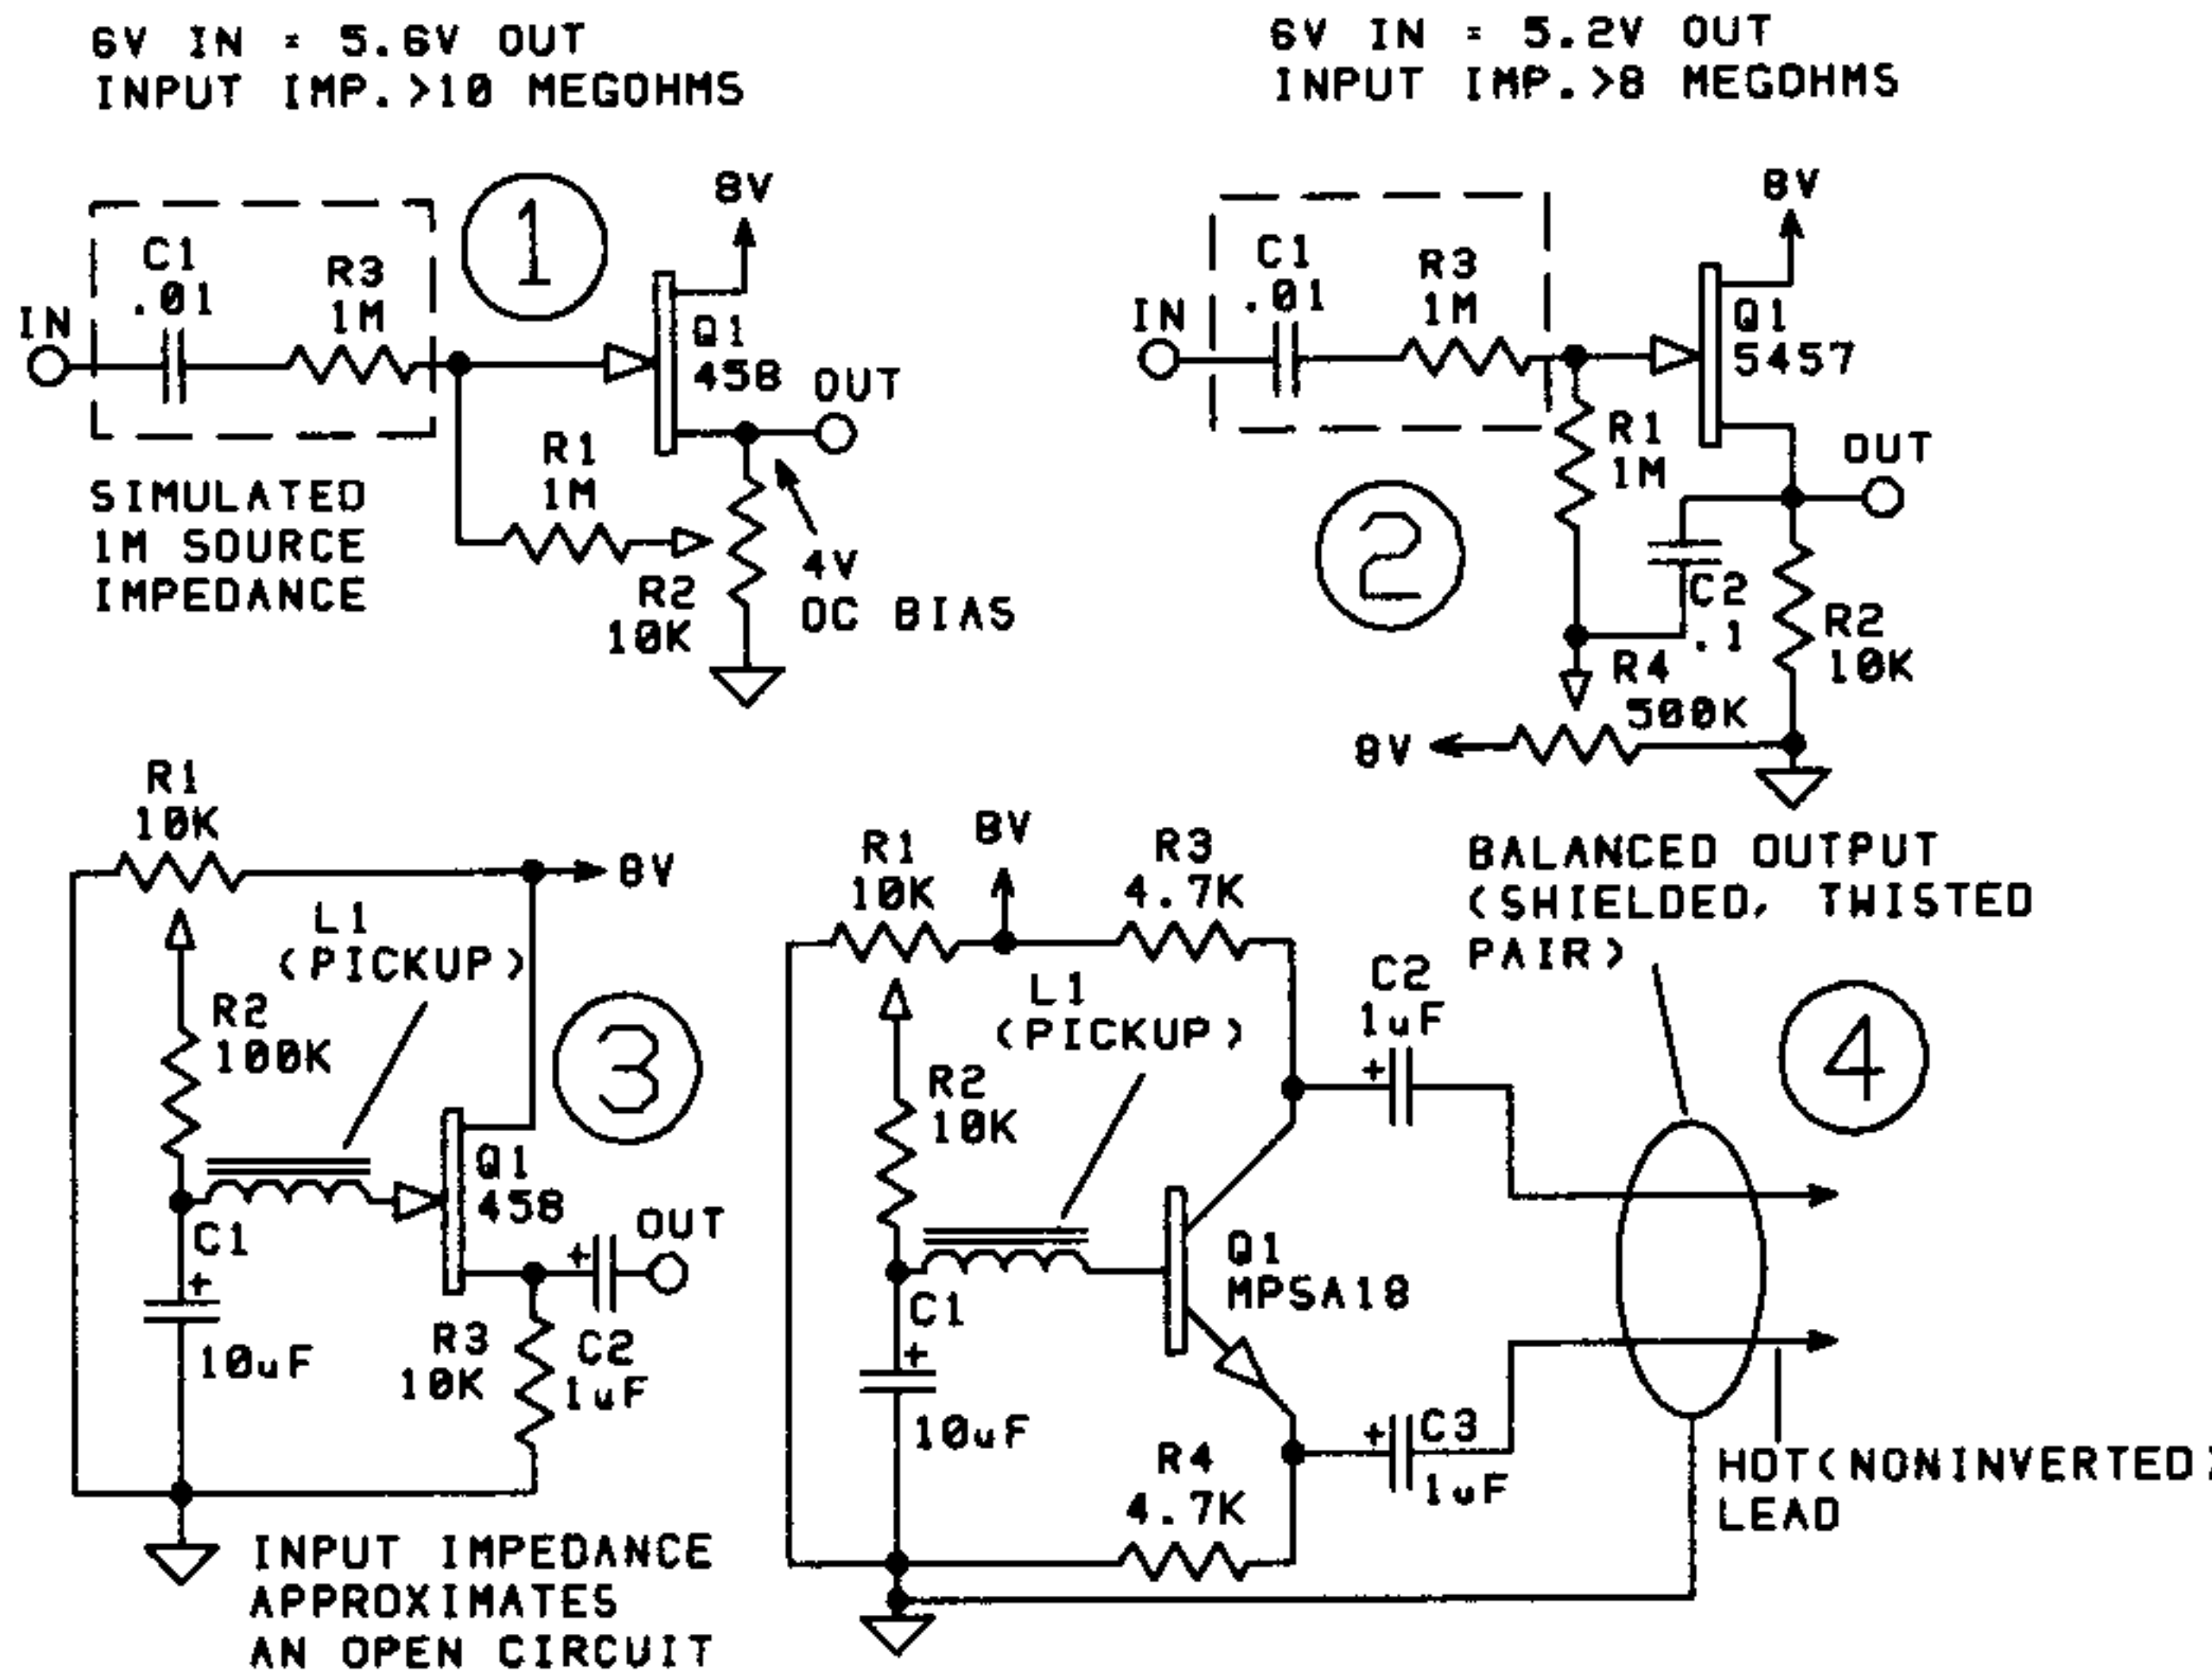 6V IN = 5.6V OUT
INPUT IMP.>10 MEGOHMS
6V IN = 5.2V OUT
INPUT IMP.>8 MEGOHMS
1
8V
C1
.01
R3
1M
IN
Q1
458
OUT
R1
1M
SIMULATED
1M SOURCE
IMPEDANCE
R2
10K
4V
DC BIAS
8V
C1
.01
R3
1M
IN
Q1
5457
R1
1M
OUT
2
C2
.1
R2
10K
R4
500K
8V
R1
10K
8V
L1
(PICKUP)
R2
100K
3
Q1
458
C1
+
10uF
OUT
+
R3
10K
C2
1uF
INPUT IMPEDANCE
APPROXIMATES
AN OPEN CIRCUIT
R1
10K
8V
R3
4.7K
BALANCED OUTPUT
(SHIELDED, TWISTED
PAIR)
L1
(PICKUP)
C2
1uF
+
4
R2
10K
Q1
MPSA18
C1
+
10uF
R4
4.7K
+
C3
1uF
HOT(NONINVERTED)
LEAD